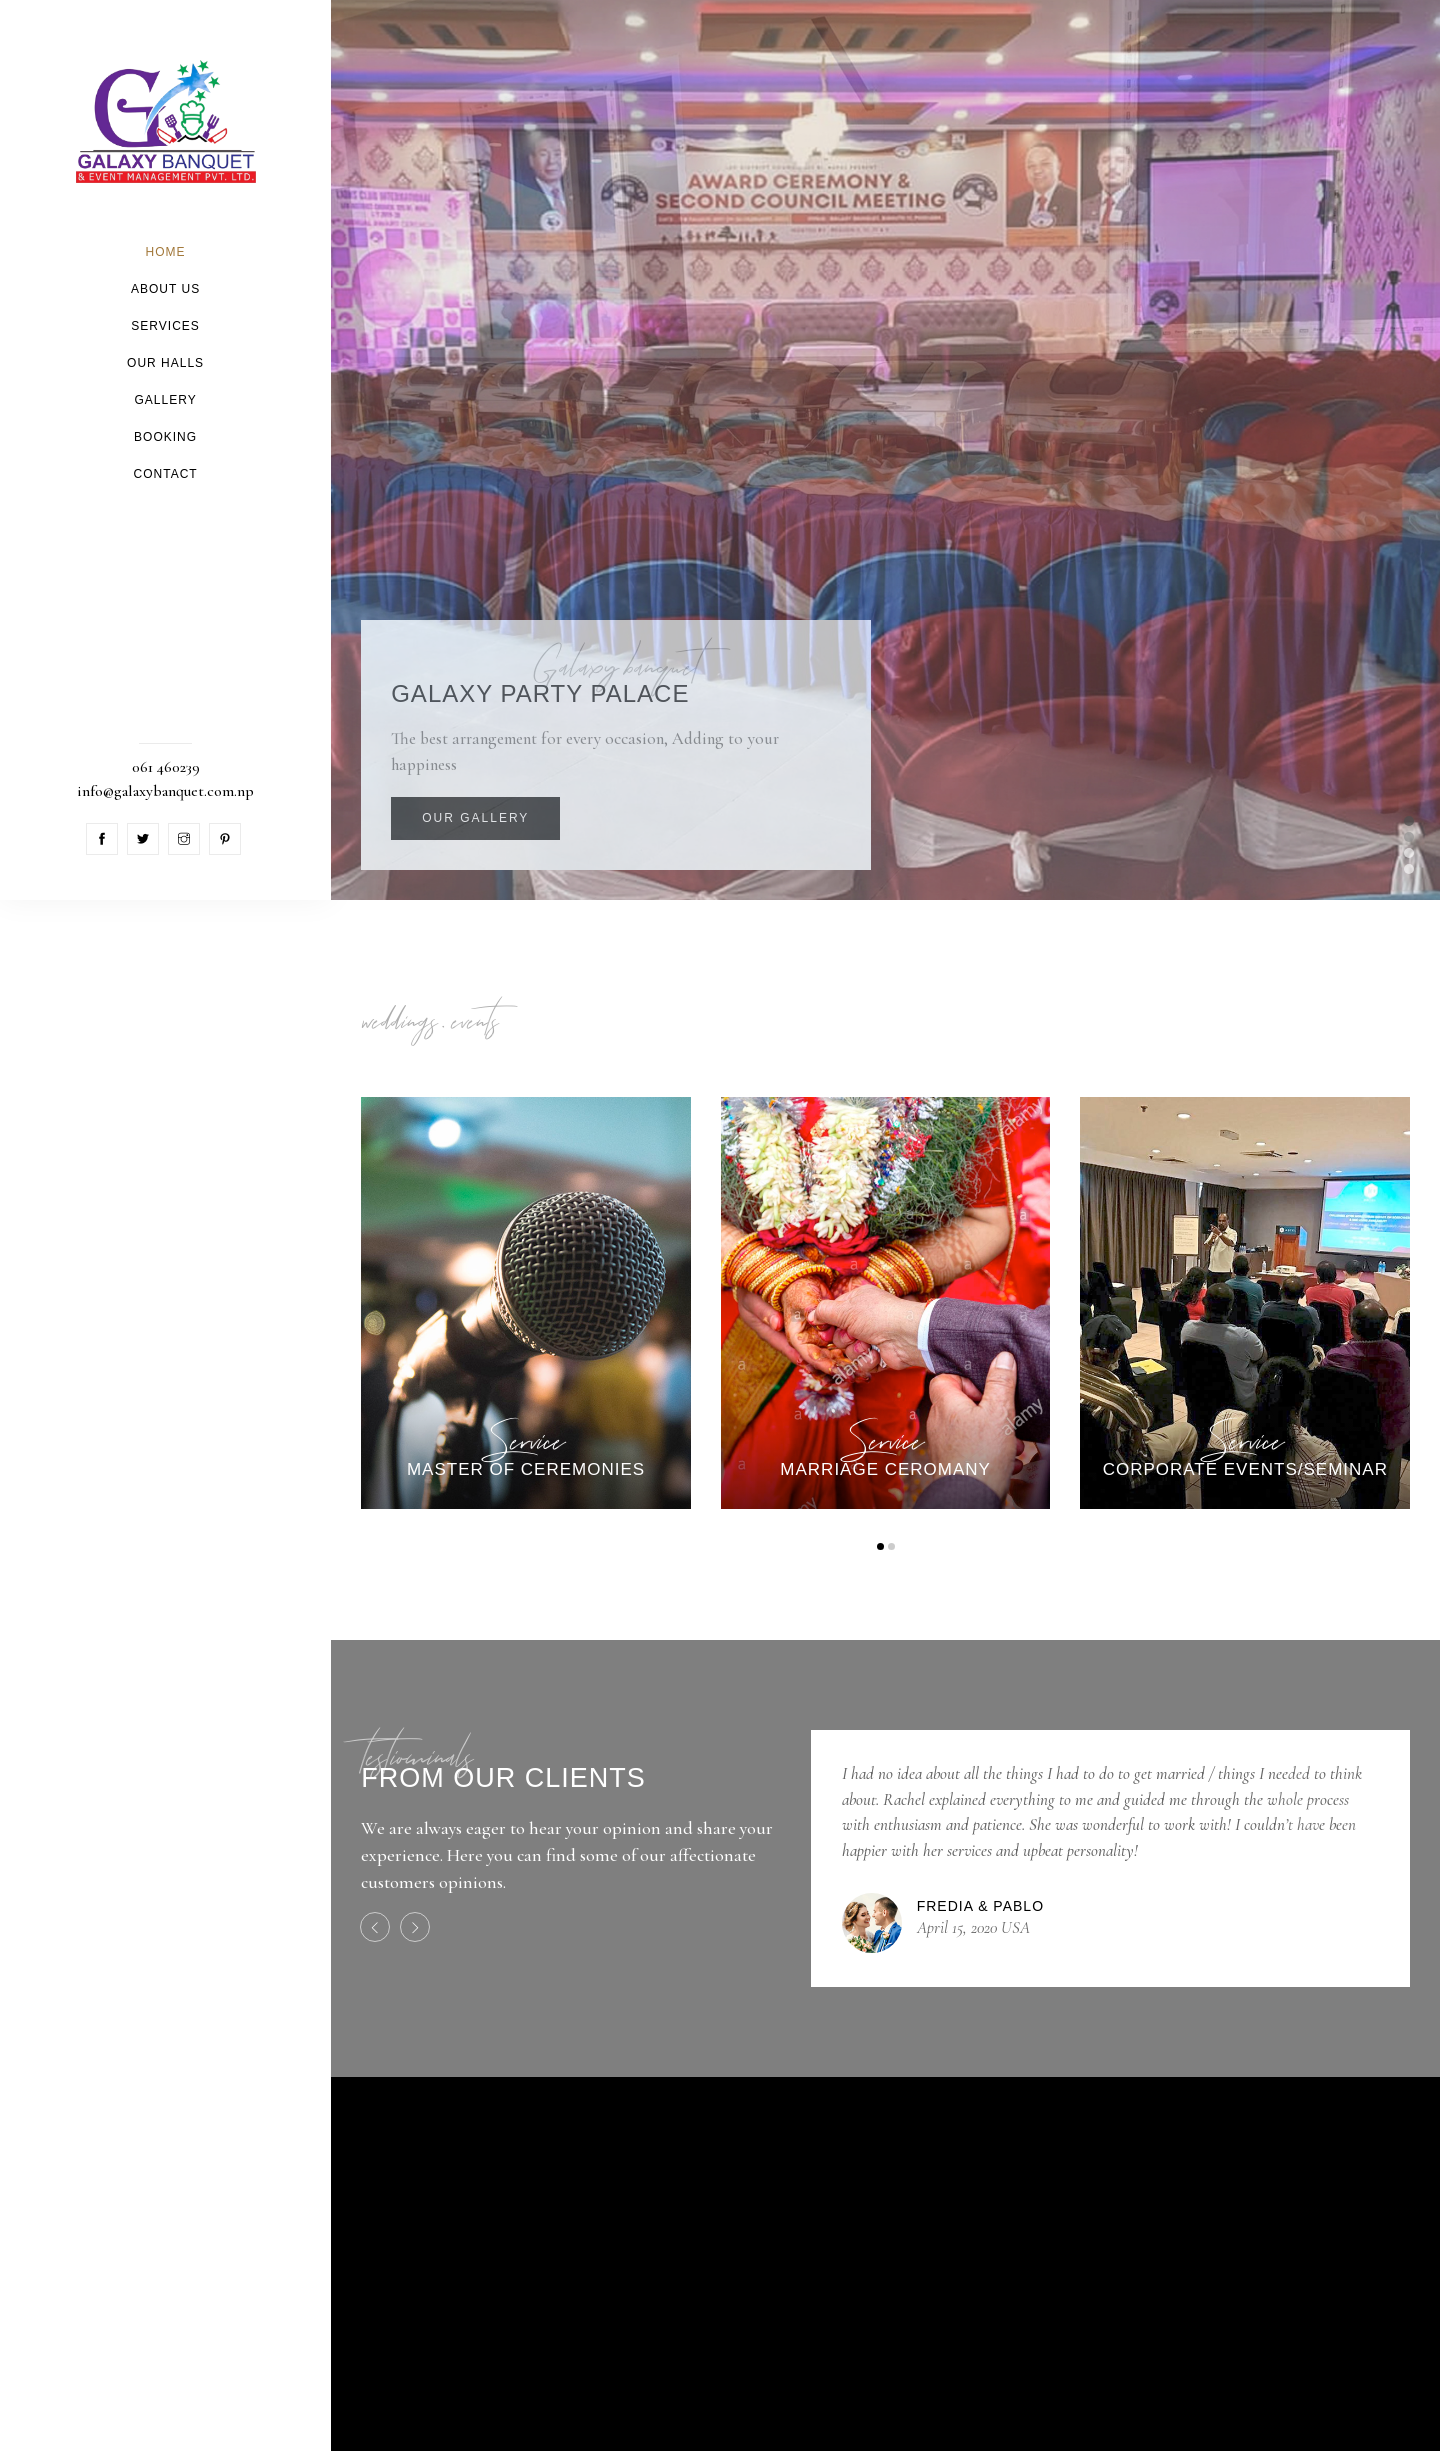 GALAXY BANQUET
& EVENT MANAGEMENT PVT. LTD.
HOME
ABOUT US
SERVICES
OUR HALLS
GALLERY
BOOKING
CONTACT
061 460239
info@galaxybanquet.com.np
LIONS CLUB INTERNATIONAL
AWARD CEREMONY &
SECOND COUNCIL MEETING
Galaxy banquet
GALAXY PARTY PALACE
The best arrangement for every occasion, Adding to your
happiness
OUR GALLERY
weddings . events
Service
MASTER OF CEREMONIES
alamy
alamy
alamy
Service
MARRIAGE CEROMANY
Service
CORPORATE EVENTS/SEMINAR
Testiominals
FROM OUR CLIENTS
We are always eager to hear your opinion and share your
experience. Here you can find some of our affectionate
customers opinions.
I had no idea about all the things I had to do to get married / things I needed to think
about. Rachel explained everything to me and guided me through the whole process
with enthusiasm and patience. She was wonderful to work with! I couldn't have been
happier with her services and upbeat personality!
FREDIA & PABLO
April 15, 2020 USA